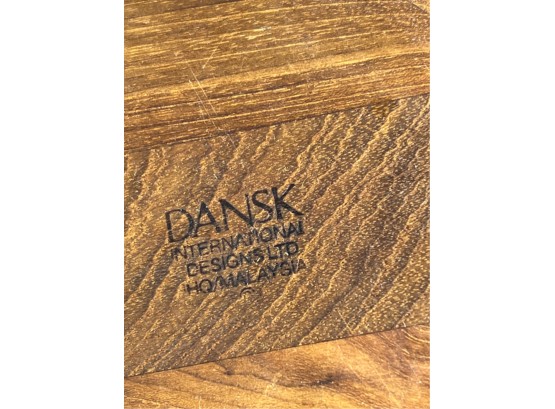 DANSK
INTERNATIONAL
DESIGNS LTD
HQ/MALAYSIA